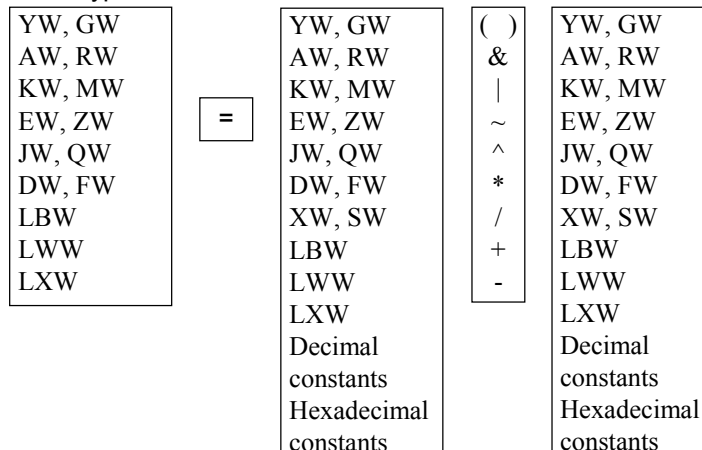 YW, GW
AW, RW
KW, MW
EW, ZW
JW, QW
DW, FW
LBW
LWW
LXW
=
YW, GW
AW, RW
KW, MW
EW, ZW
JW, QW
DW, FW
XW, SW
LBW
LWW
LXW
Decimal
constants
Hexadecimal
constants
( )
&
|
~
^
*
/
+
-
YW, GW
AW, RW
KW, MW
EW, ZW
JW, QW
DW, FW
XW, SW
LBW
LWW
LXW
Decimal
constants
Hexadecimal
constants